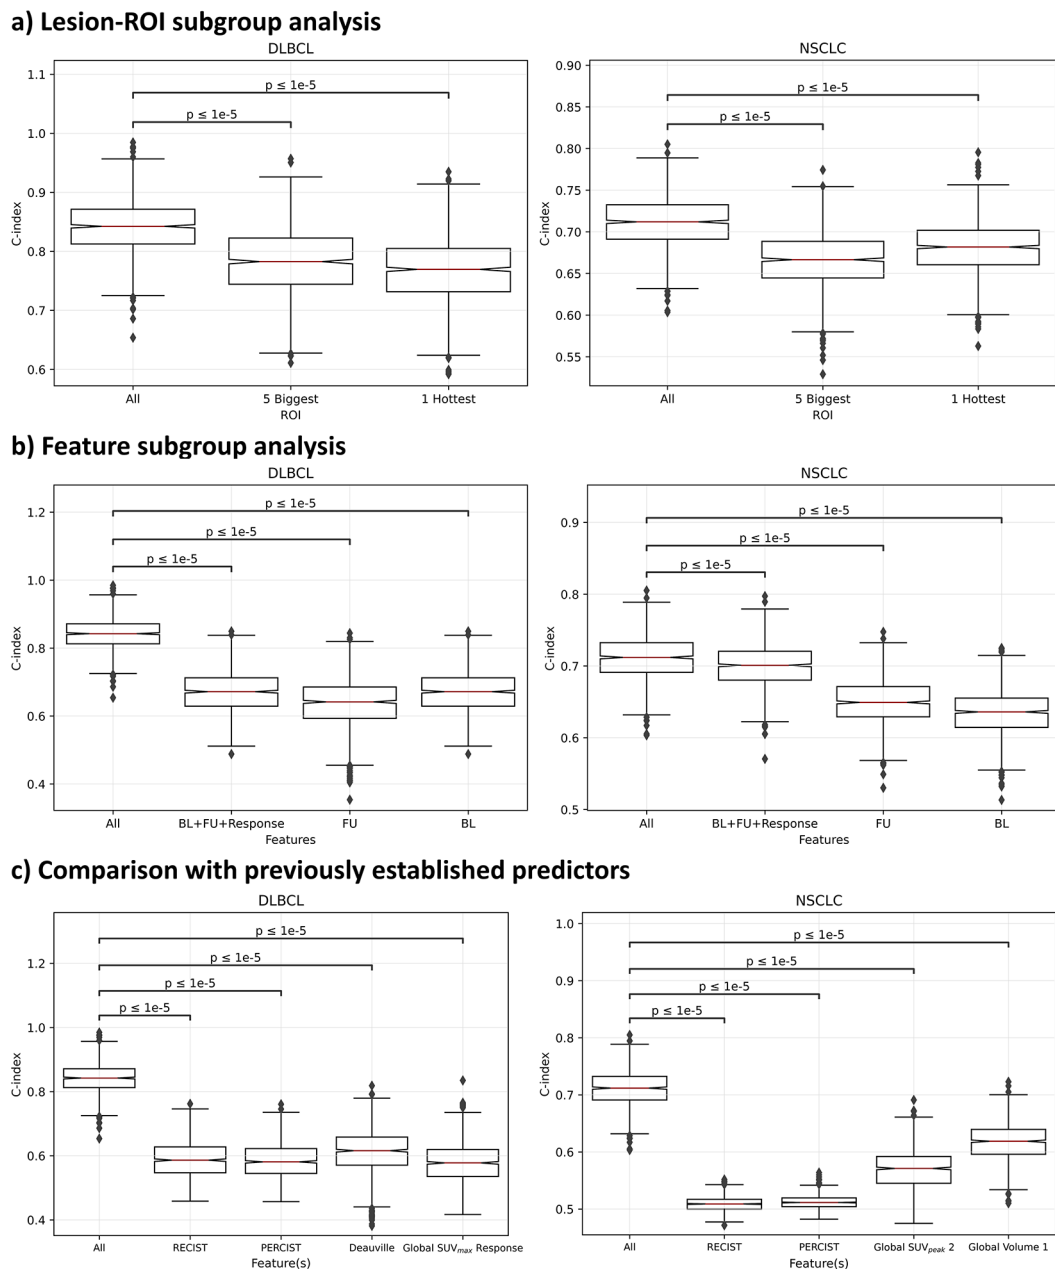 a) Lesion-ROI subgroup analysis
DLBCL
1.1
1.0
0.9
0.8
0.7
0.6
C-index
p ≤ 1e-5
p ≤ 1e-5
All
5 Biggest
1 Hottest
ROI
NSCLC
0.90
0.85
0.80
0.75
0.70
0.65
0.60
0.55
C-index
p ≤ 1e-5
p ≤ 1e-5
All
5 Biggest
1 Hottest
ROI
b) Feature subgroup analysis
DLBCL
1.2
1.0
0.8
0.6
0.4
C-index
p ≤ 1e-5
p ≤ 1e-5
p ≤ 1e-5
All
BL+FU+Response
FU
BL
Features
NSCLC
0.9
0.8
0.7
0.6
0.5
C-index
p ≤ 1e-5
p ≤ 1e-5
p ≤ 1e-5
All
BL+FU+Response
FU
BL
Features
c) Comparison with previously established predictors
DLBCL
1.2
1.0
0.8
0.6
0.4
C-index
p ≤ 1e-5
p ≤ 1e-5
p ≤ 1e-5
p ≤ 1e-5
All
RECIST
PERCIST
Deauville
Global SUVmax Response
Feature(s)
NSCLC
1.0
0.9
0.8
0.7
0.6
0.5
C-index
p ≤ 1e-5
p ≤ 1e-5
p ≤ 1e-5
p ≤ 1e-5
All
RECIST
PERCIST
Global SUVpeak 2
Global Volume 1
Feature(s)